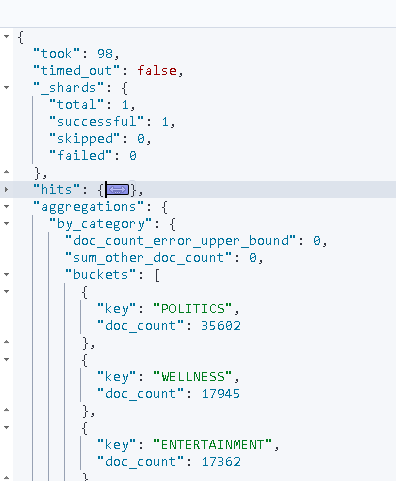 {
"took": 98,
"timed_out": false,
"_shards": {
"total": 1,
"successful": 1,
"skipped": 0,
"failed": 0
},
"hits": {↔},
"aggregations": {
"by_category": {
"doc_count_error_upper_bound": 0,
"sum_other_doc_count": 0,
"buckets": [
{
"key": "POLITICS",
"doc_count": 35602
},
{
"key": "WELLNESS",
"doc_count": 17945
},
{
"key": "ENTERTAINMENT",
"doc_count": 17362
}